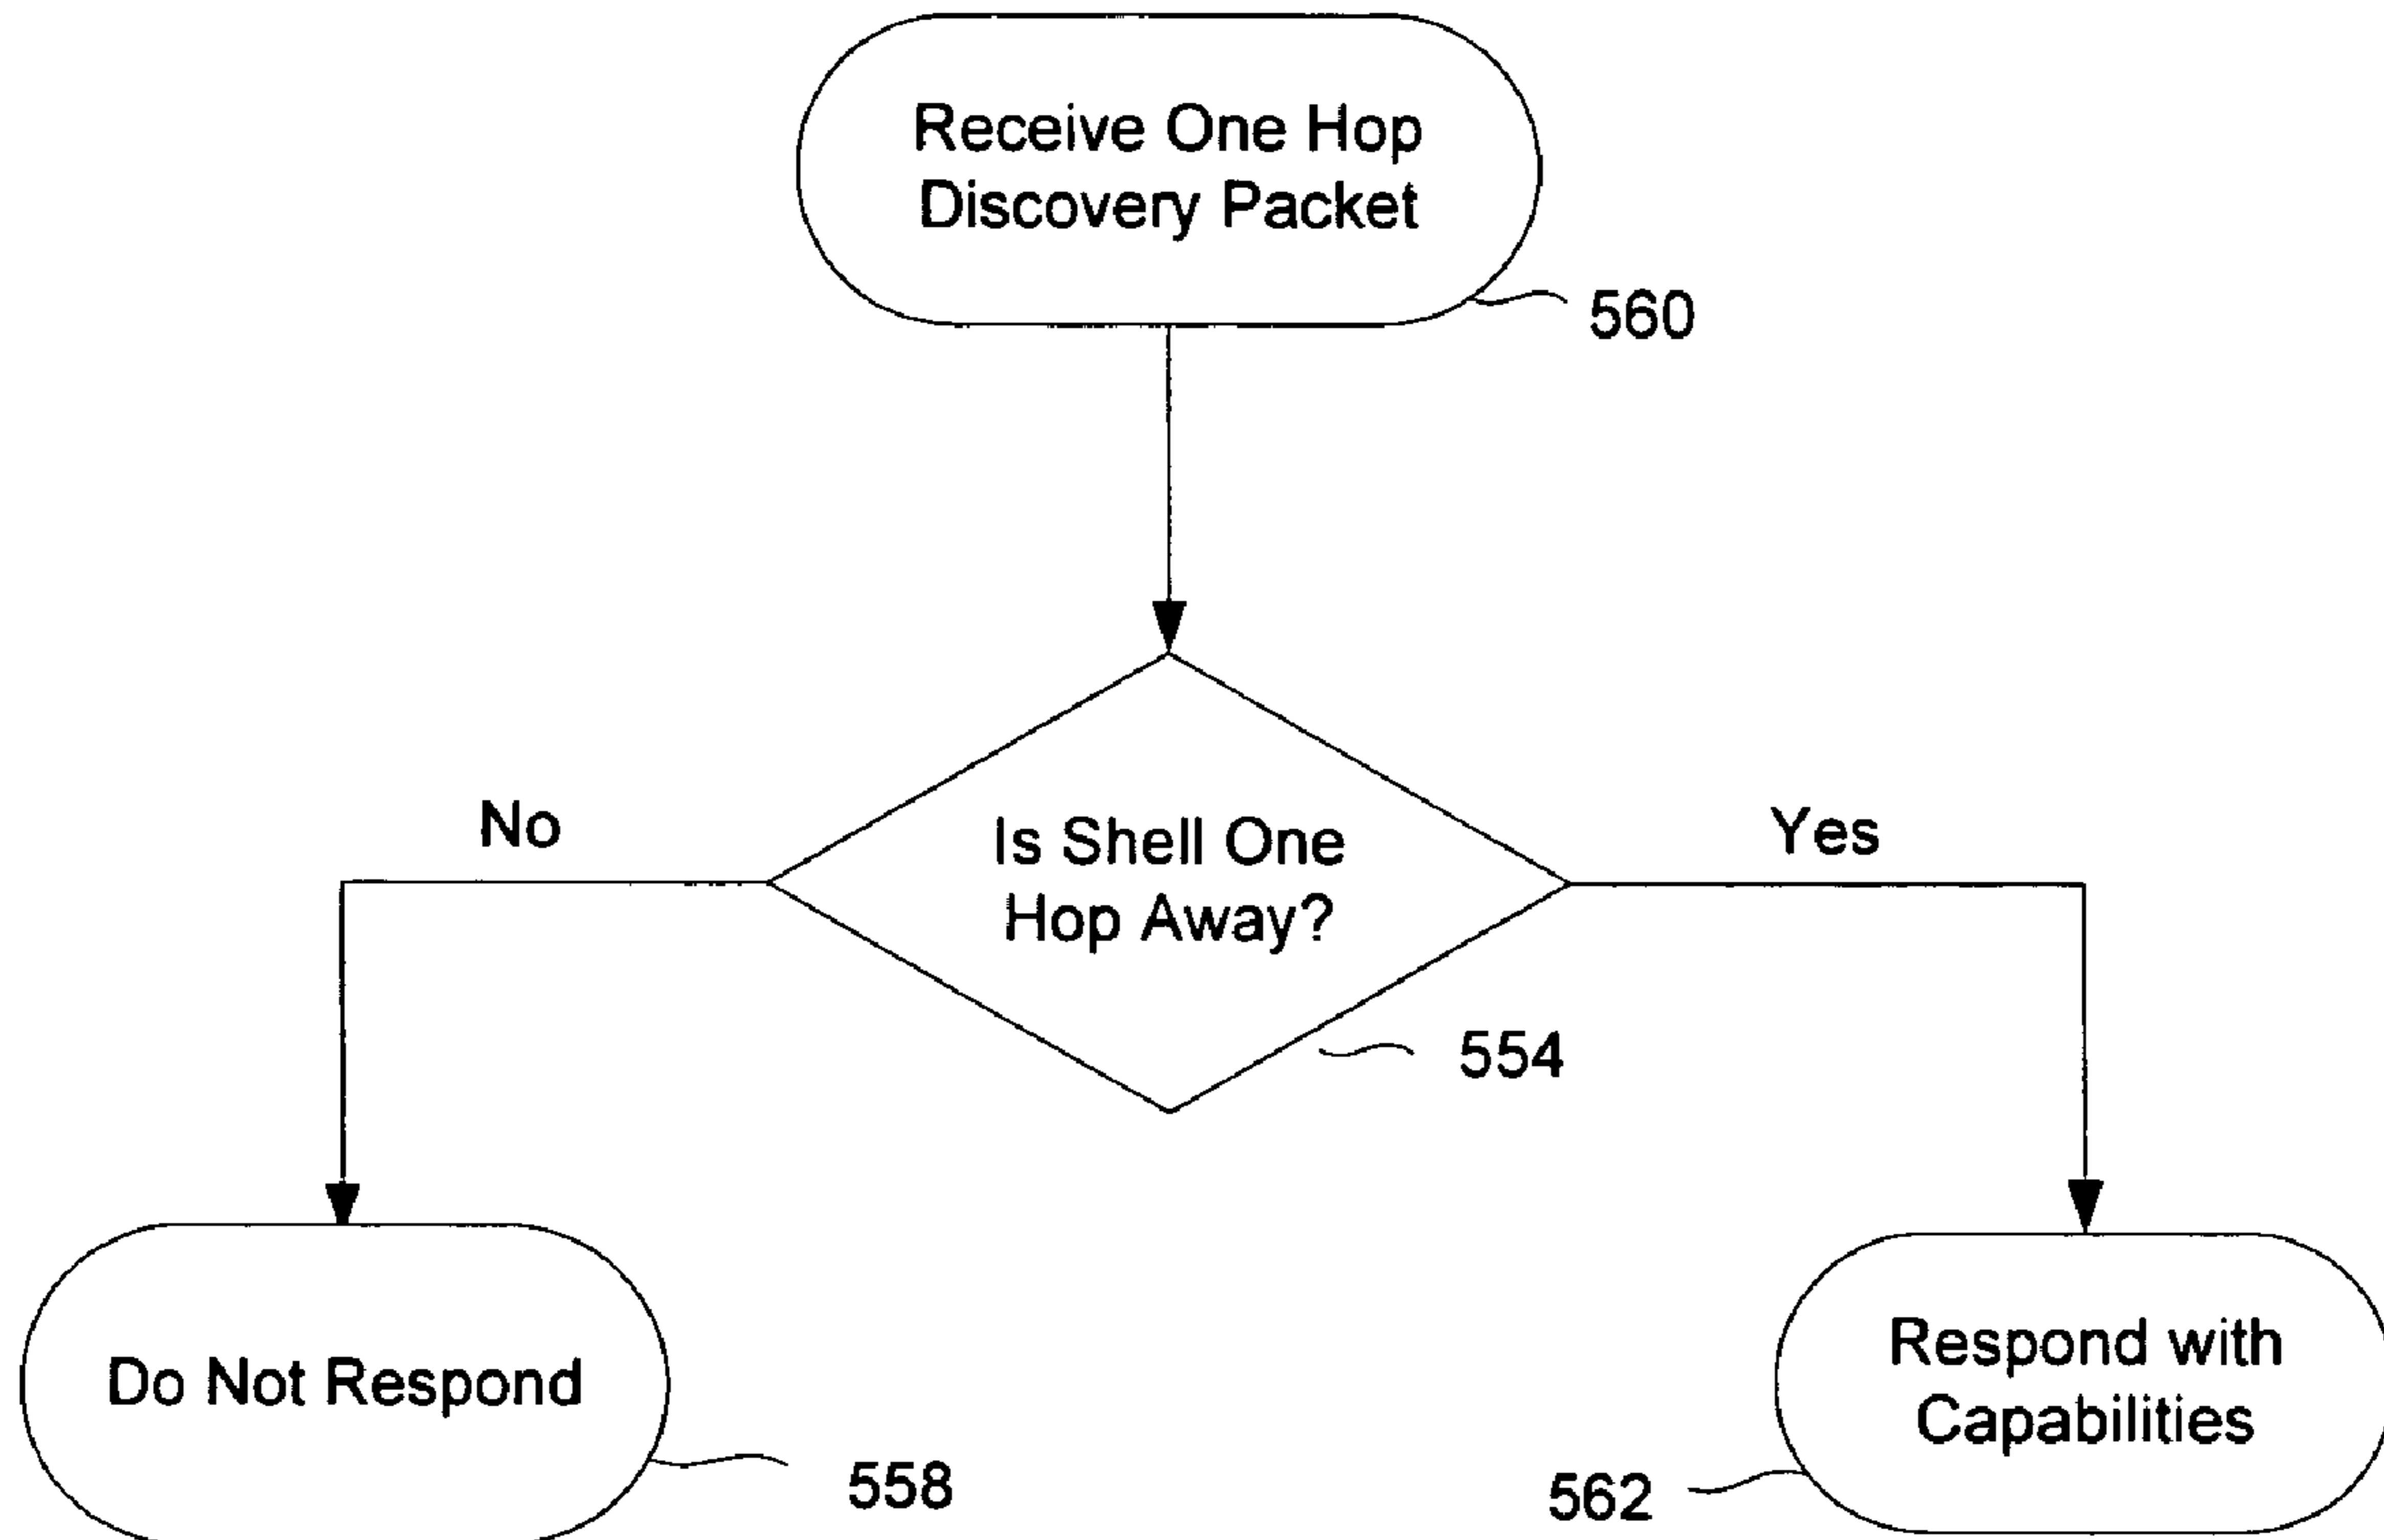 Receive One Hop
Discovery Packet
560
No
Is Shell One
Hop Away?
Yes
554
Do Not Respond
558
Respond with
Capabilities
562